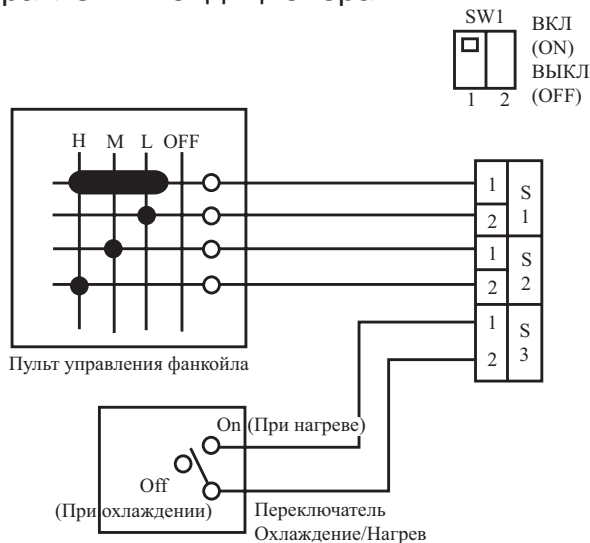 SW1
ВКЛ
(ON)
ВЫКЛ
(OFF)
1 2
H M L OFF
1
2
S
1
1
2
S
2
1
2
S
3
Пульт управления фанкойла
On (При нагреве)
Off
(При охлаждении)
Переключатель
Охлаждение/Нагрев